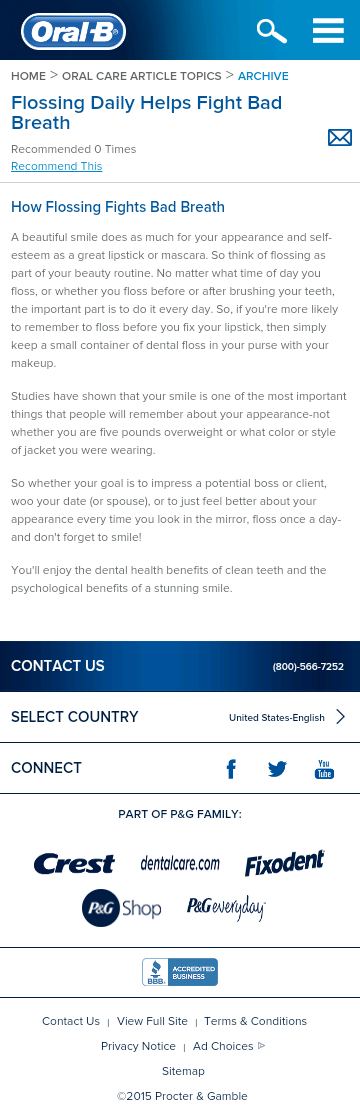 Oral-B®
HOME > ORAL CARE ARTICLE TOPICS > ARCHIVE
Flossing Daily Helps Fight Bad
Breath
Recommended 0 Times
Recommend This
How Flossing Fights Bad Breath
A beautiful smile does as much for your appearance and self-
esteem as a great lipstick or mascara. So think of flossing as
part of your beauty routine. No matter what time of day you
floss, or whether you floss before or after brushing your teeth,
the important part is to do it every day. So, if you're more likely
to remember to floss before you fix your lipstick, then simply
keep a small container of dental floss in your purse with your
makeup.
Studies have shown that your smile is one of the most important
things that people will remember about your appearance-not
whether you are five pounds overweight or what color or style
of jacket you were wearing.
So whether your goal is to impress a potential boss or client,
woo your date (or spouse), or to just feel better about your
appearance every time you look in the mirror, floss once a day-
and don't forget to smile!
You'll enjoy the dental health benefits of clean teeth and the
psychological benefits of a stunning smile.
CONTACT US (800)-566-7252
SELECT COUNTRY United States-English
CONNECT f You Tube
PART OF P&G FAMILY:
Crest dentalcare.com Fixodent
P&G Shop P&G everyday
BBB. ACCREDITED BUSINESS
Contact Us | View Full Site | Terms & Conditions
Privacy Notice | Ad Choices
Sitemap
©2015 Procter & Gamble